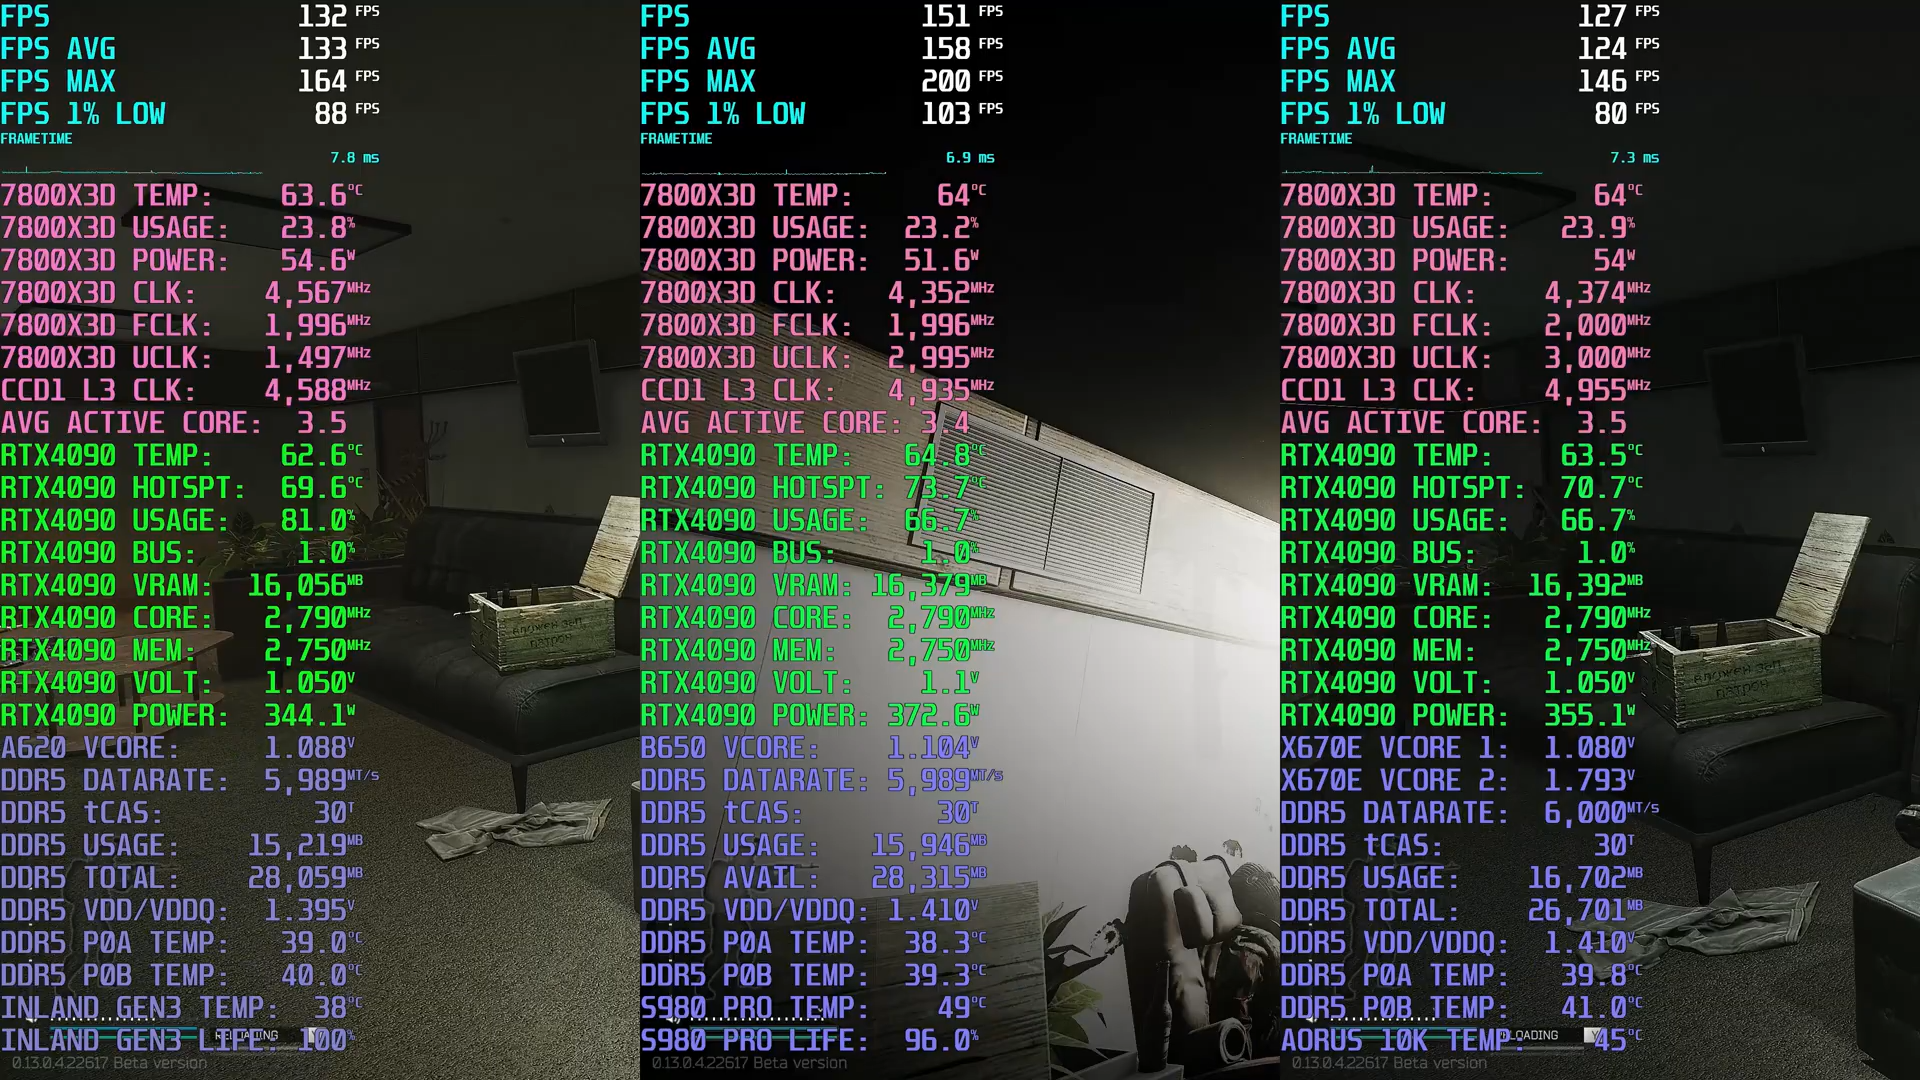 FPS 132 FPS
FPS AVG 133 FPS
FPS MAX 164 FPS
FPS 1% LOW 88 FPS
FRAMETIME
7.8 ms
7800X3D TEMP: 63.6°C
7800X3D USAGE: 23.8%
7800X3D POWER: 54.6W
7800X3D CLK: 4,567MHz
7800X3D FCLK: 1,996MHz
7800X3D UCLK: 1,497MHz
CCD1 L3 CLK: 4,588MHz
AVG ACTIVE CORE: 3.5
RTX4090 TEMP: 62.6°C
RTX4090 HOTSPT: 69.6°C
RTX4090 USAGE: 81.0%
RTX4090 BUS: 1.0%
RTX4090 VRAM: 16,056MB
RTX4090 CORE: 2,790MHz
RTX4090 MEM: 2,750MHz
RTX4090 VOLT: 1.050V
RTX4090 POWER: 344.1W
A620 VCORE: 1.088V
DDR5 DATARATE: 5,989MT/s
DDR5 tCAS: 30T
DDR5 USAGE: 15,219MB
DDR5 TOTAL: 28,059MB
DDR5 VDD/VDDQ: 1.395V
DDR5 P0A TEMP: 39.0°C
DDR5 P0B TEMP: 40.0°C
INLAND GEN3 TEMP: 38°C
INLAND GEN3 LIFE: 100%
RELOADING
0.13.0.4.22617 Beta version
FPS 151 FPS
FPS AVG 158 FPS
FPS MAX 200 FPS
FPS 1% LOW 103 FPS
FRAMETIME
6.9 ms
7800X3D TEMP: 64°C
7800X3D USAGE: 23.2%
7800X3D POWER: 51.6W
7800X3D CLK: 4,352MHz
7800X3D FCLK: 1,996MHz
7800X3D UCLK: 2,995MHz
CCD1 L3 CLK: 4,935MHz
AVG ACTIVE CORE: 3.4
RTX4090 TEMP: 64.8°C
RTX4090 HOTSPT: 73.7°C
RTX4090 USAGE: 66.7%
RTX4090 BUS: 1.0%
RTX4090 VRAM: 16,379MB
RTX4090 CORE: 2,790MHz
RTX4090 MEM: 2,750MHz
RTX4090 VOLT: 1.1V
RTX4090 POWER: 372.6W
B650 VCORE: 1.104V
DDR5 DATARATE: 5,989MT/s
DDR5 tCAS: 30T
DDR5 USAGE: 15,946MB
DDR5 AVAIL: 28,315MB
DDR5 VDD/VDDQ: 1.410V
DDR5 P0A TEMP: 38.3°C
DDR5 P0B TEMP: 39.3°C
S980 PRO TEMP: 49°C
S980 PRO LIFE: 96.0%
0.13.0.4.22617 Beta version
FPS 127 FPS
FPS AVG 124 FPS
FPS MAX 146 FPS
FPS 1% LOW 80 FPS
FRAMETIME
7.3 ms
7800X3D TEMP: 64°C
7800X3D USAGE: 23.9%
7800X3D POWER: 54W
7800X3D CLK: 4,374MHz
7800X3D FCLK: 2,000MHz
7800X3D UCLK: 3,000MHz
CCD1 L3 CLK: 4,955MHz
AVG ACTIVE CORE: 3.5
RTX4090 TEMP: 63.5°C
RTX4090 HOTSPT: 70.7°C
RTX4090 USAGE: 66.7%
RTX4090 BUS: 1.0%
RTX4090 VRAM: 16,392MB
RTX4090 CORE: 2,790MHz
RTX4090 MEM: 2,750MHz
RTX4090 VOLT: 1.050V
RTX4090 POWER: 355.1W
X670E VCORE 1: 1.080V
X670E VCORE 2: 1.793V
DDR5 DATARATE: 6,000MT/s
DDR5 tCAS: 30T
DDR5 USAGE: 16,702MB
DDR5 TOTAL: 26,701MB
DDR5 VDD/VDDQ: 1.410V
DDR5 P0A TEMP: 39.8°C
DDR5 P0B TEMP: 41.0°C
AORUS 10K TEMP: 45°C
LOADING
0.13.0.4.22617 Beta version